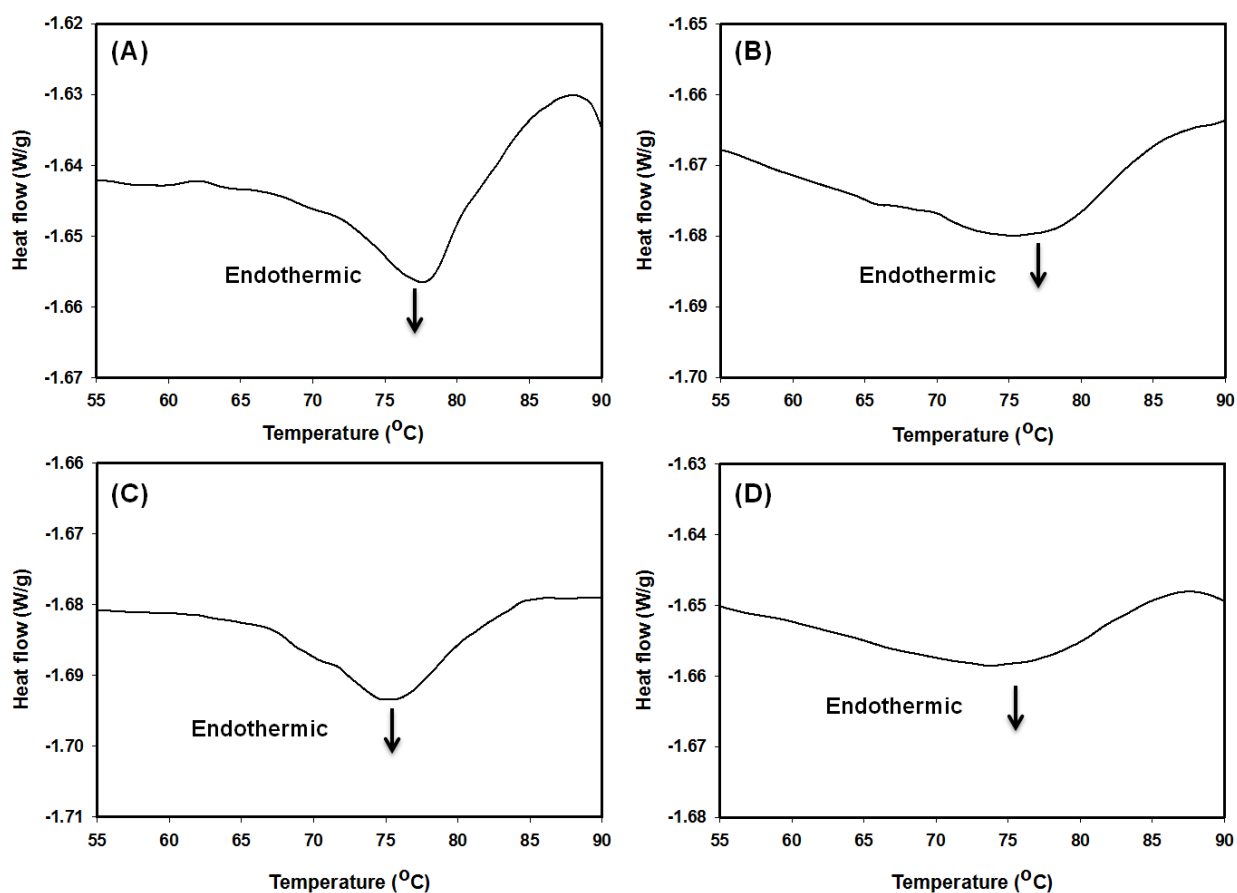 (A)
Heat flow (W/g)
-1.62
-1.63
-1.64
-1.65
-1.66
-1.67
Endothermic
55 60 65 70 75 80 85 90
Temperature (ᴼC)
(B)
Heat flow (W/g)
-1.65
-1.66
-1.67
-1.68
-1.69
-1.70
Endothermic
55 60 65 70 75 80 85 90
Temperature (ᴼC)
(C)
Heat flow (W/g)
-1.66
-1.67
-1.68
-1.69
-1.70
-1.71
Endothermic
55 60 65 70 75 80 85 90
Temperature (ᴼC)
(D)
Heat flow (W/g)
-1.63
-1.64
-1.65
-1.66
-1.67
-1.68
Endothermic
55 60 65 70 75 80 85 90
Temperature (ᴼC)